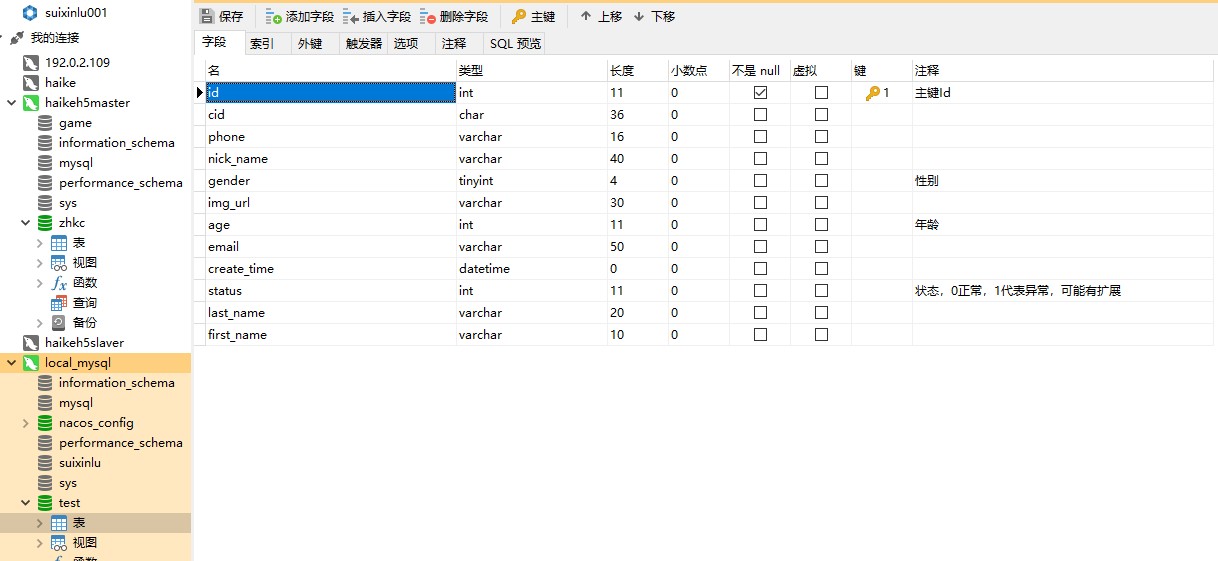 suixinlu001
我的连接
192.0.2.109
haike
haikeh5master
game
information_schema
mysql
performance_schema
sys
zhkc
表
视图
fx 函数
查询
备份
haikeh5slaver
local_mysql
information_schema
mysql
nacos_config
performance_schema
suixinlu
sys
test
表
视图
保存 添加字段 插入字段 删除字段 主键 上移 下移
字段 索引 外键 触发器 选项 注释 SQL 预览
名 类型 长度 小数点 不是 null 虚拟 键 注释
id int 11 0 1 主键Id
cid char 36 0
phone varchar 16 0
nick_name varchar 40 0
gender tinyint 4 0 性别
img_url varchar 30 0
age int 11 0 年龄
email varchar 50 0
create_time datetime 0 0
status int 11 0 状态，0正常，1代表异常，可能有扩展
last_name varchar 20 0
first_name varchar 10 0